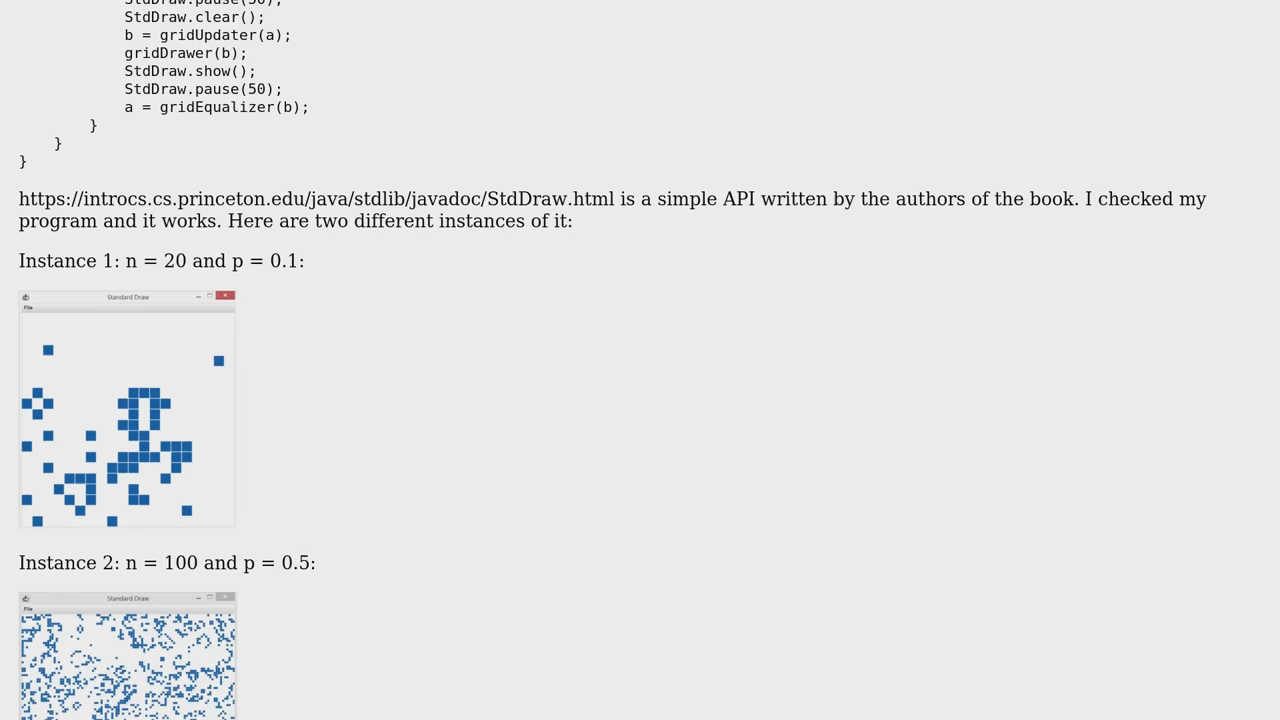 StdDraw.pause(50);
StdDraw.clear();
b = gridUpdater(a);
gridDrawer(b);
StdDraw.show();
StdDraw.pause(50);
a = gridEqualizer(b);
}
}
}
https://introcs.cs.princeton.edu/java/stdlib/javadoc/StdDraw.html is a simple API written by the authors of the book. I checked my
program and it works. Here are two different instances of it:
Instance 1: n = 20 and p = 0.1:
Standard Draw
File
Instance 2: n = 100 and p = 0.5:
Standard Draw
File